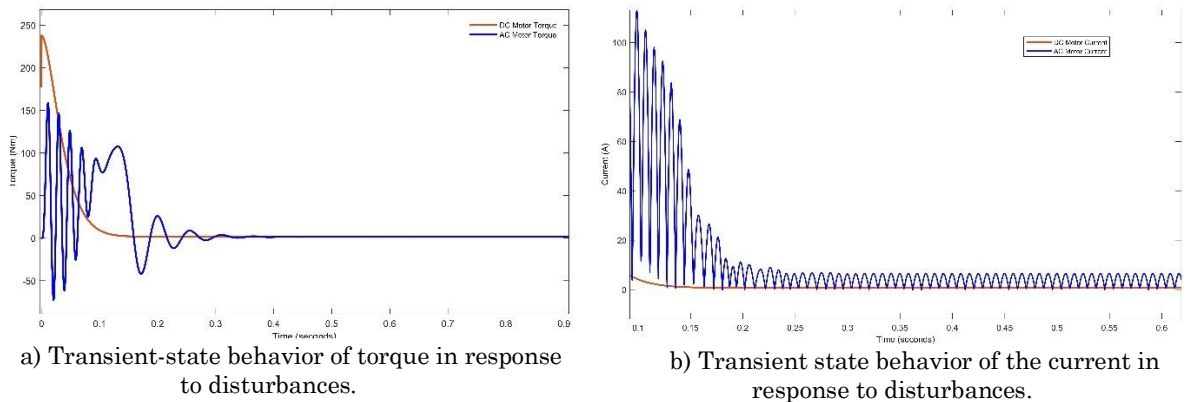 250
200
150
100
50
0
-50
Torque (Nm)
DC Motor Torque
AC Motor Torque
0 0.1 0.2 0.3 0.4 0.5 0.6 0.7 0.8 0.9
Time (seconds)
a) Transient-state behavior of torque in response
to disturbances.
100
80
60
40
20
0
Current (A)
DC Motor Current
AC Motor Current
0.1 0.15 0.2 0.25 0.3 0.35 0.4 0.45 0.5 0.55 0.6
Time (seconds)
b) Transient state behavior of the current in
response to disturbances.